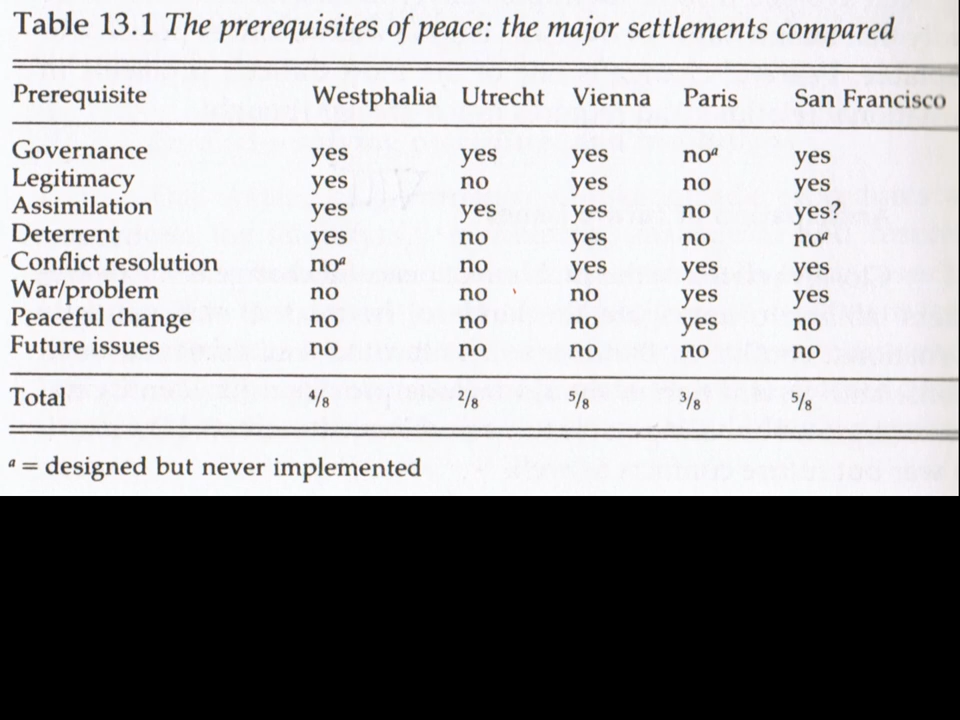 Table 13.1 The prerequisites of peace: the major settlements compared
Prerequisite Westphalia Utrecht Vienna Paris San Francisco
Governance yes yes yes noᵃ yes
Legitimacy yes no yes no yes
Assimilation yes yes yes no yes?
Deterrent yes no yes no noᵃ
Conflict resolution noᵃ no yes yes yes
War/problem no no no yes yes
Peaceful change no no no yes no
Future issues no no no no no
Total 4/8 2/8 5/8 3/8 5/8
ᵃ = designed but never implemented